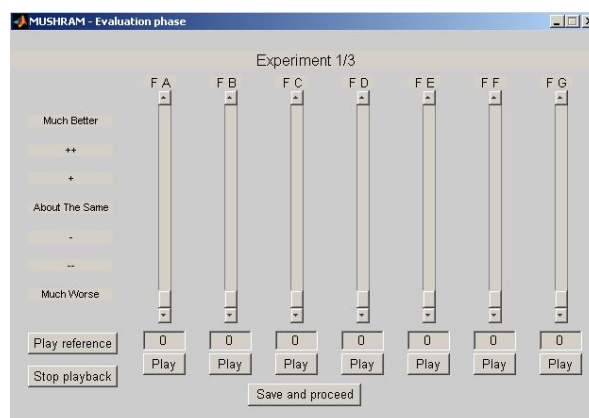 MUSHRAM - Evaluation phase
Experiment 1/3
F A F B F C F D F E F F F G
Much Better
++
+
About The Same
-
--
Much Worse
Play reference 0 0 0 0 0 0 0
Play Play Play Play Play Play Play
Stop playback
Save and proceed